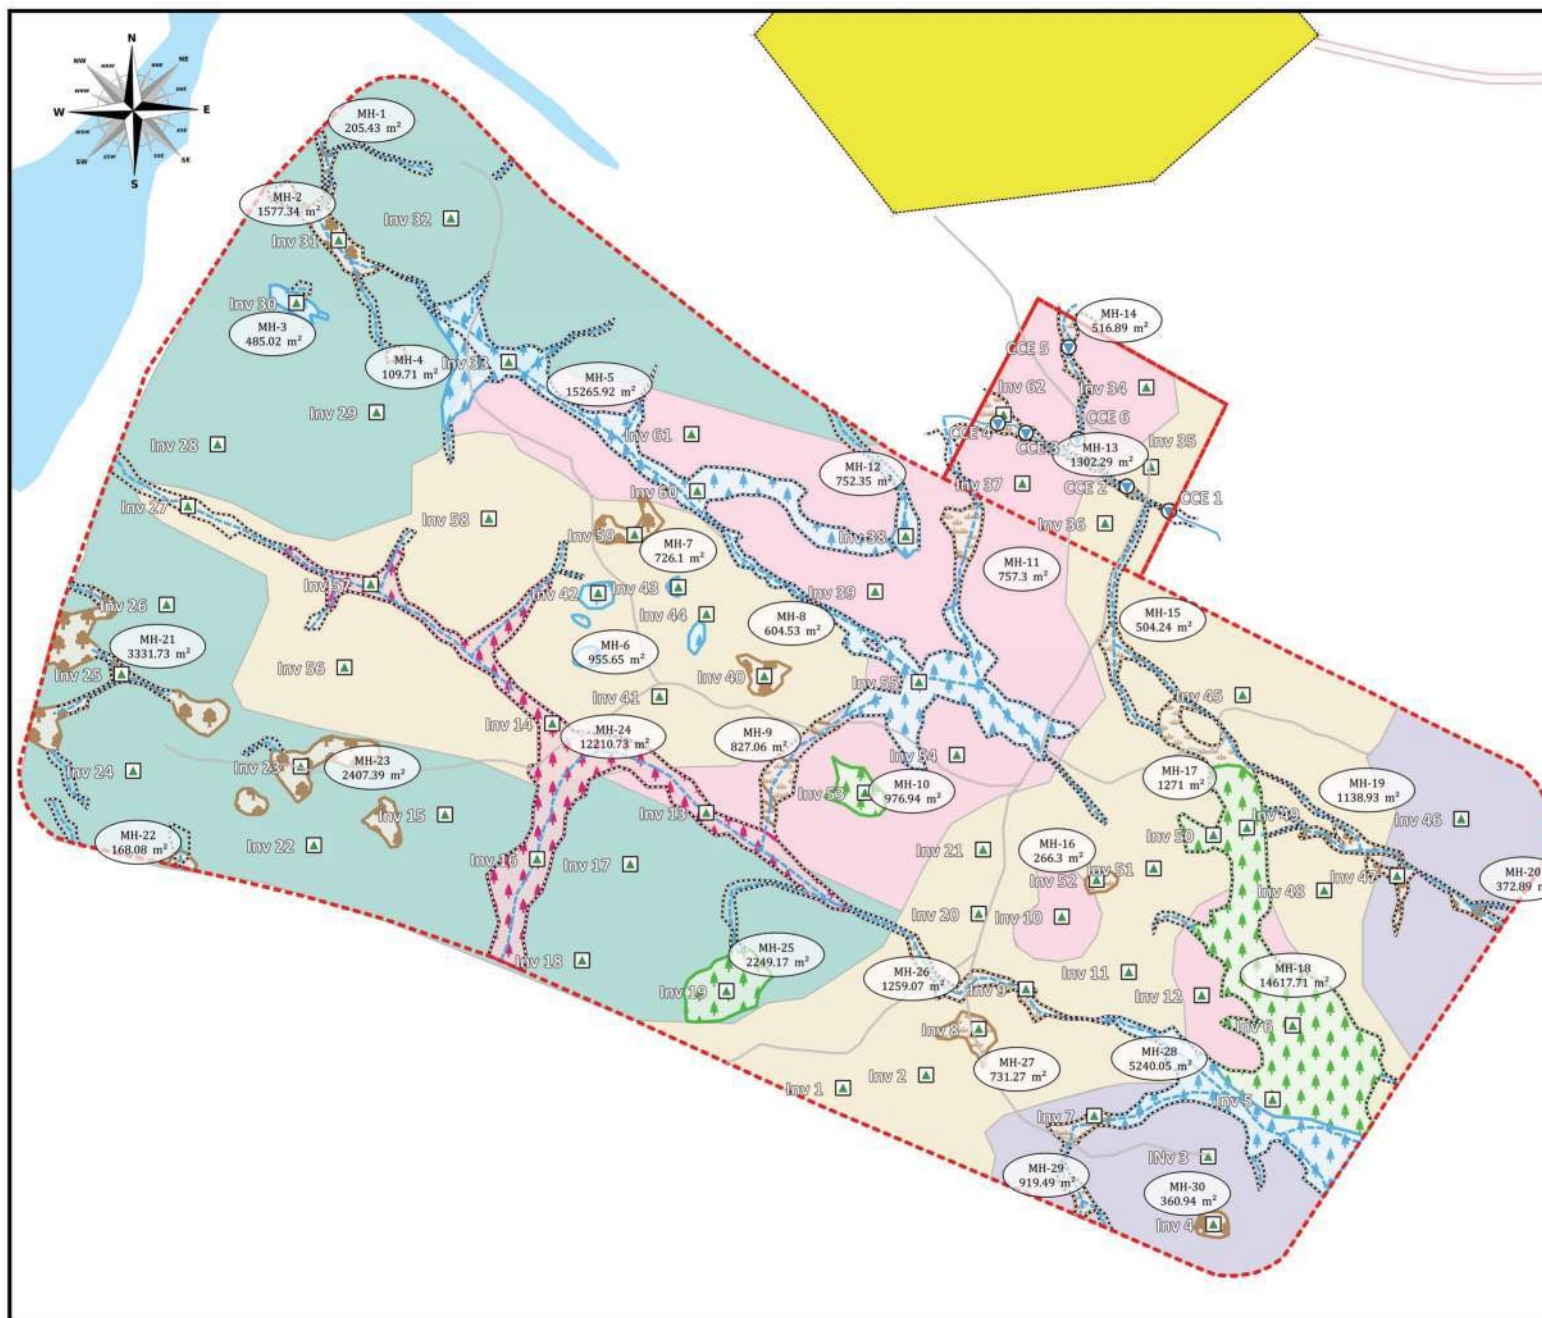 N
NNW
NNE
NW
NE
WNW
ENE
W
E
WSW
ESE
SW
SE
SSW
SSE
S
MH-1
205.43 m²
MH-2
1577.34 m²
Inv 32
Inv 31
Inv 30
MH-3
485.02 m²
MH-4
109.71 m²
Inv 33
MH-5
15265.92 m²
MH-14
516.89 m²
CCE 5
Inv 62
Inv 34
CCE 6
CCE 4
CCE 3
MH-13
1302.29 m²
Inv 35
CCE 2
CCE 1
Inv 37
Inv 36
Inv 29
Inv 28
Inv 61
MH-12
752.35 m²
Inv 60
Inv 27
Inv 58
Inv 59
MH-7
726.1 m²
Inv 38
MH-11
757.3 m²
Inv 57
Inv 42
Inv 43
Inv 39
Inv 26
Inv 44
MH-8
604.53 m²
MH-15
504.24 m²
MH-21
3331.73 m²
MH-6
955.65 m²
Inv 25
Inv 56
Inv 40
Inv 55
Inv 41
Inv 45
Inv 14
MH-24
12210.73 m²
MH-9
827.06 m²
Inv 54
Inv 24
Inv 23
MH-23
2407.39 m²
Inv 53
MH-10
976.94 m²
MH-17
1271 m²
MH-19
1138.93 m²
Inv 15
Inv 13
Inv 46
Inv 49
Inv 50
MH-22
168.08 m²
Inv 22
Inv 16
Inv 17
Inv 21
MH-16
266.3 m²
Inv 52
Inv 51
Inv 48
Inv 47
MH-20
372.89
Inv 20
Inv 10
Inv 18
MH-25
2249.17 m²
Inv 19
MH-26
1259.07 m²
Inv 9
Inv 11
Inv 12
MH-18
14617.71 m²
Inv 8
Inv 6
MH-27
731.27 m²
MH-28
5240.05 m²
Inv 1
Inv 2
Inv 5
Inv 7
INv 3
MH-29
919.49 m²
MH-30
360.94 m²
Inv 4